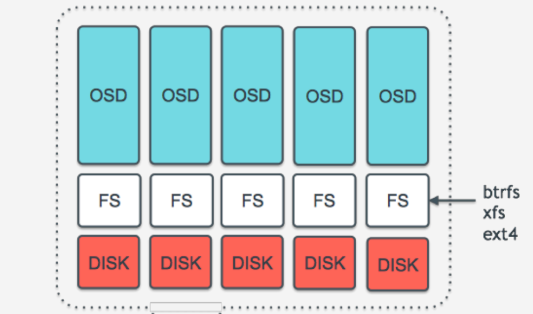 OSD OSD OSD OSD OSD
FS FS FS FS FS
btrfs
xfs
ext4
DISK DISK DISK DISK DISK